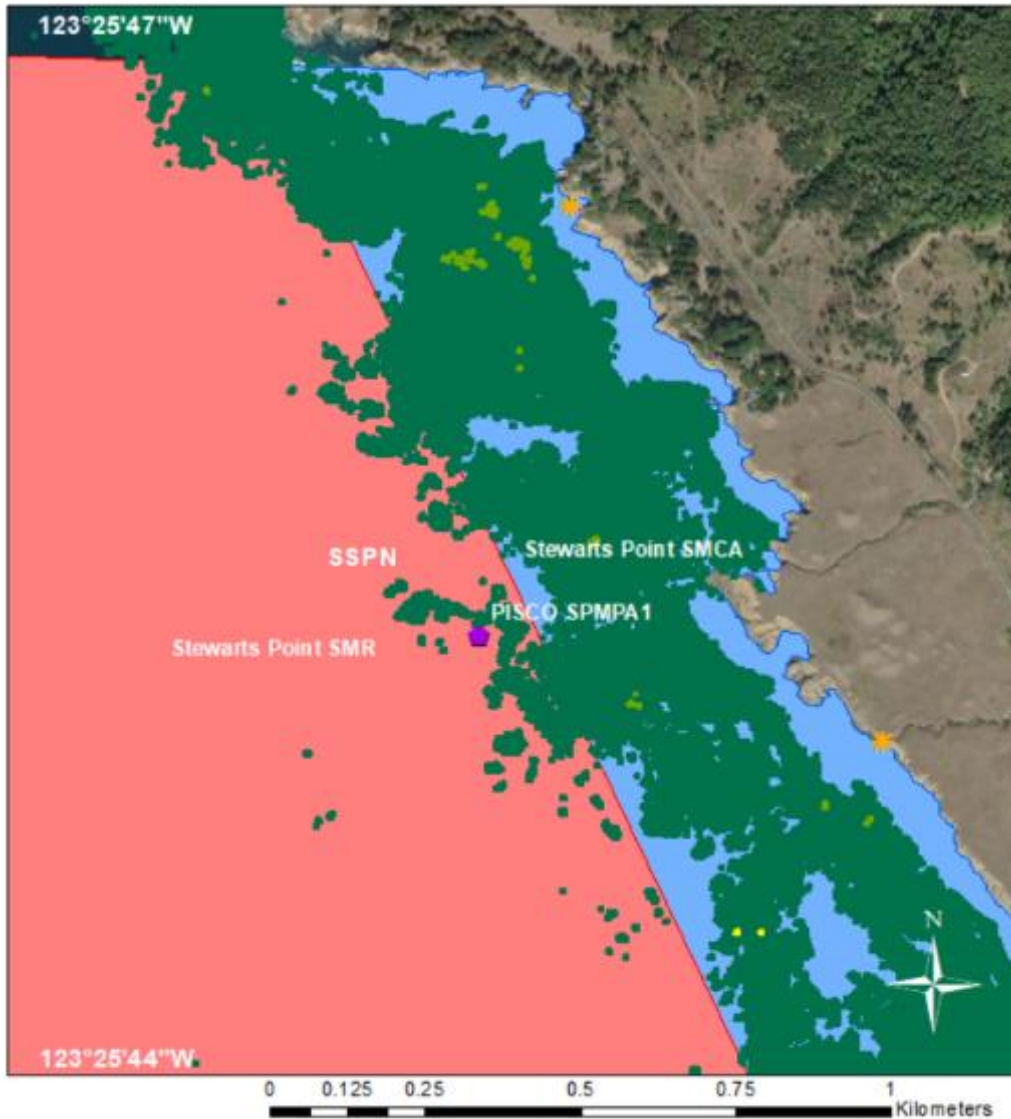 123°25'47"W
Stewarts Point SMCA
SSPN
PISCO SPMPA1
Stewarts Point SMR
N
123°25'44"W
0 0.125 0.25 0.5 0.75 1
Kilometers